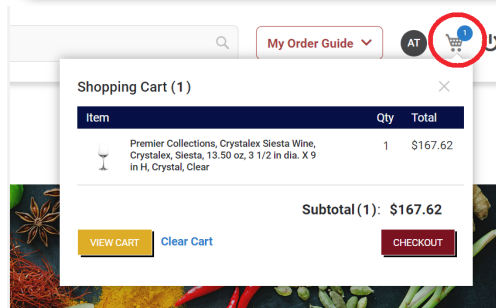 My Order Guide AT 1
Shopping Cart (1)
Item Qty Total
Premier Collections, Crystalex Siesta Wine, 1 $167.62
Crystalex, Siesta, 13.50 oz, 3 1/2 in dia. X 9
in H, Crystal, Clear
Subtotal (1): $167.62
VIEW CART Clear Cart CHECKOUT